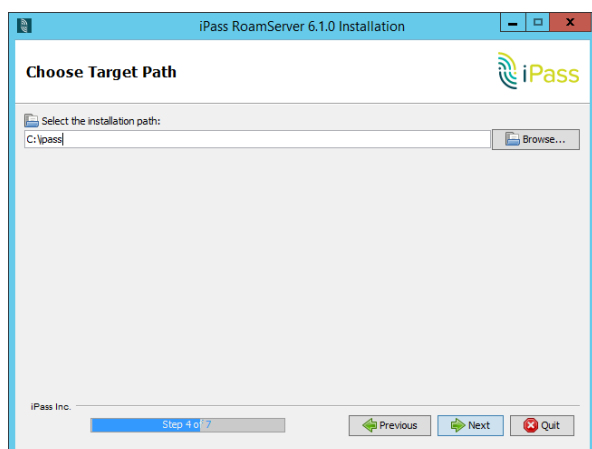 iPass RoamServer 6.1.0 Installation
Choose Target Path
iPass
Select the installation path:
C:\ipass
Browse...
iPass Inc.
Step 4 of 7
Previous
Next
Quit